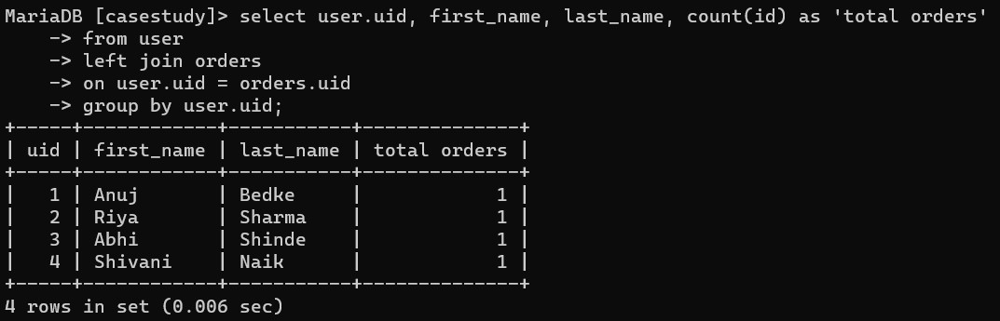 MariaDB [casestudy]> select user.uid, first_name, last_name, count(id) as 'total orders'
    -> from user
    -> left join orders
    -> on user.uid = orders.uid
    -> group by user.uid;
+-----+------------+-----------+--------------+
| uid | first_name | last_name | total orders |
+-----+------------+-----------+--------------+
|   1 | Anuj       | Bedke     |            1 |
|   2 | Riya       | Sharma    |            1 |
|   3 | Abhi       | Shinde    |            1 |
|   4 | Shivani    | Naik      |            1 |
+-----+------------+-----------+--------------+
4 rows in set (0.006 sec)